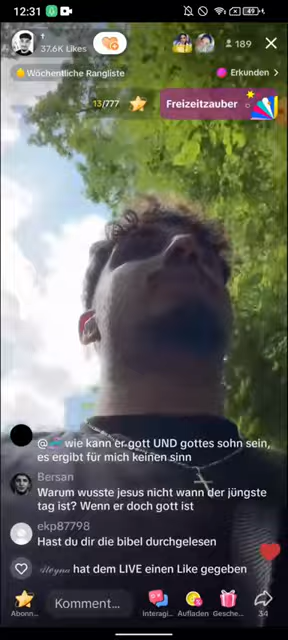 12:31
49
†
37.6K Likes
189
Wöchentliche Rangliste
Erkunden
13/777
Freizeitzauber
@ wie kann er gott UND gottes sohn sein,
es ergibt für mich keinen sinn
Bersan
Warum wusste jesus nicht wann der jüngste
tag ist? Wenn er doch gott ist
ekp87798
Hast du dir die bibel durchgelesen
hat dem LIVE einen Like gegeben
Abonn...
Kommentar...
Interagi...
Aufladen
Gesche...
34